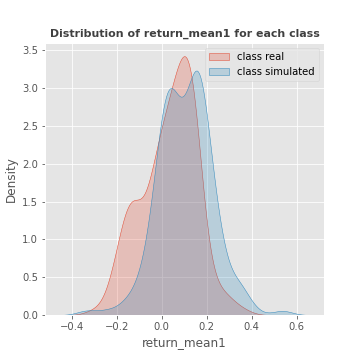 Distribution of return_mean1 for each class
class real
class simulated
Density
3.5
3.0
2.5
2.0
1.5
1.0
0.5
0.0
−0.4 −0.2 0.0 0.2 0.4 0.6
return_mean1